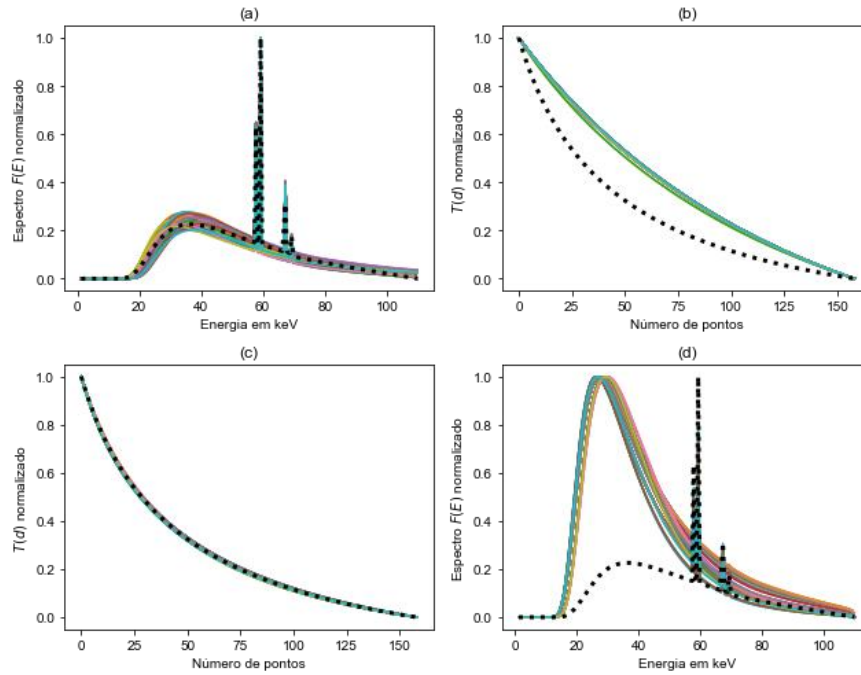 (a)
Espectro F(E) normalizado
1.0
0.8
0.6
0.4
0.2
0.0
0 20 40 60 80 100
Energia em keV
(b)
T(d) normalizado
1.0
0.8
0.6
0.4
0.2
0.0
0 25 50 75 100 125 150
Número de pontos
(c)
T(d) normalizado
1.0
0.8
0.6
0.4
0.2
0.0
0 25 50 75 100 125 150
Número de pontos
(d)
Espectro F(E) normalizado
1.0
0.8
0.6
0.4
0.2
0.0
0 20 40 60 80 100
Energia em keV